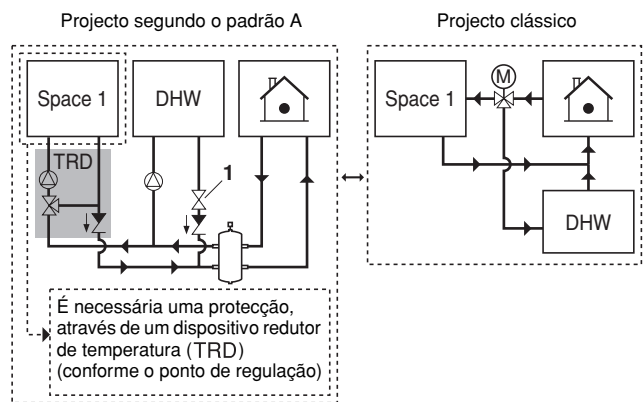 Projecto segundo o padrão A
Projecto clássico
Space 1
DHW
TRD
1
M
Space 1
DHW
É necessária uma protecção,
através de um dispositivo redutor
de temperatura (TRD)
(conforme o ponto de regulação)